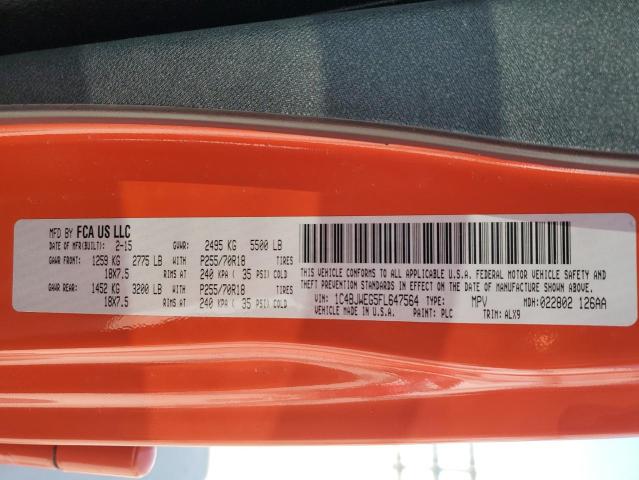 MFD BY FCA US LLC
DATE OF MFR(BUILT): 2-15 GVWR: 2495 KG 5500 LB
GAWR FRONT: 1259 KG 2775 LB WITH P255/70R18 TIRES
18X7.5 RIMS AT 240 KPA ( 35 PSI) COLD
GAWR REAR: 1452 KG 3200 LB WITH P255/70R18 TIRES
18X7.5 RIMS AT 240 KPA ( 35 PSI) COLD
THIS VEHICLE CONFORMS TO ALL APPLICABLE U.S.A. FEDERAL MOTOR VEHICLE SAFETY AND
THEFT PREVENTION STANDARDS IN EFFECT ON THE DATE OF MANUFACTURE SHOWN ABOVE.
VIN: 1C4BJWEG5FL647564 TYPE: MPV MDH:022802 126AA
VEHICLE MADE IN U.S.A. PAINT: PLC TRIM: ALX9